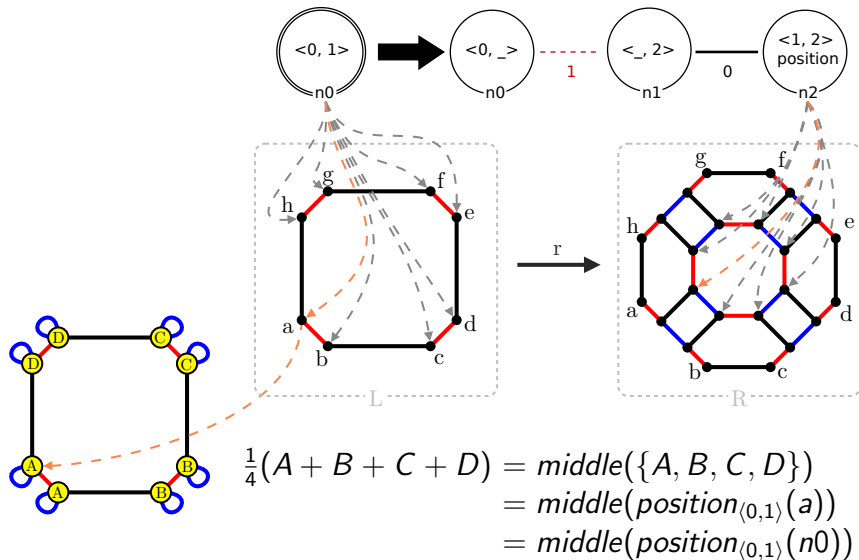 <0, 1>
n0
<0, _>
n0
1
<_, 2>
n1
0
<1, 2>
position
n2
g f
h e
a d
b c
L
r
g f
h e
a d
b c
R
D C
D C
A B
A B
¼(A + B + C + D) = middle({A, B, C, D})
= middle(position⟨0,1⟩(a))
= middle(position⟨0,1⟩(n0))